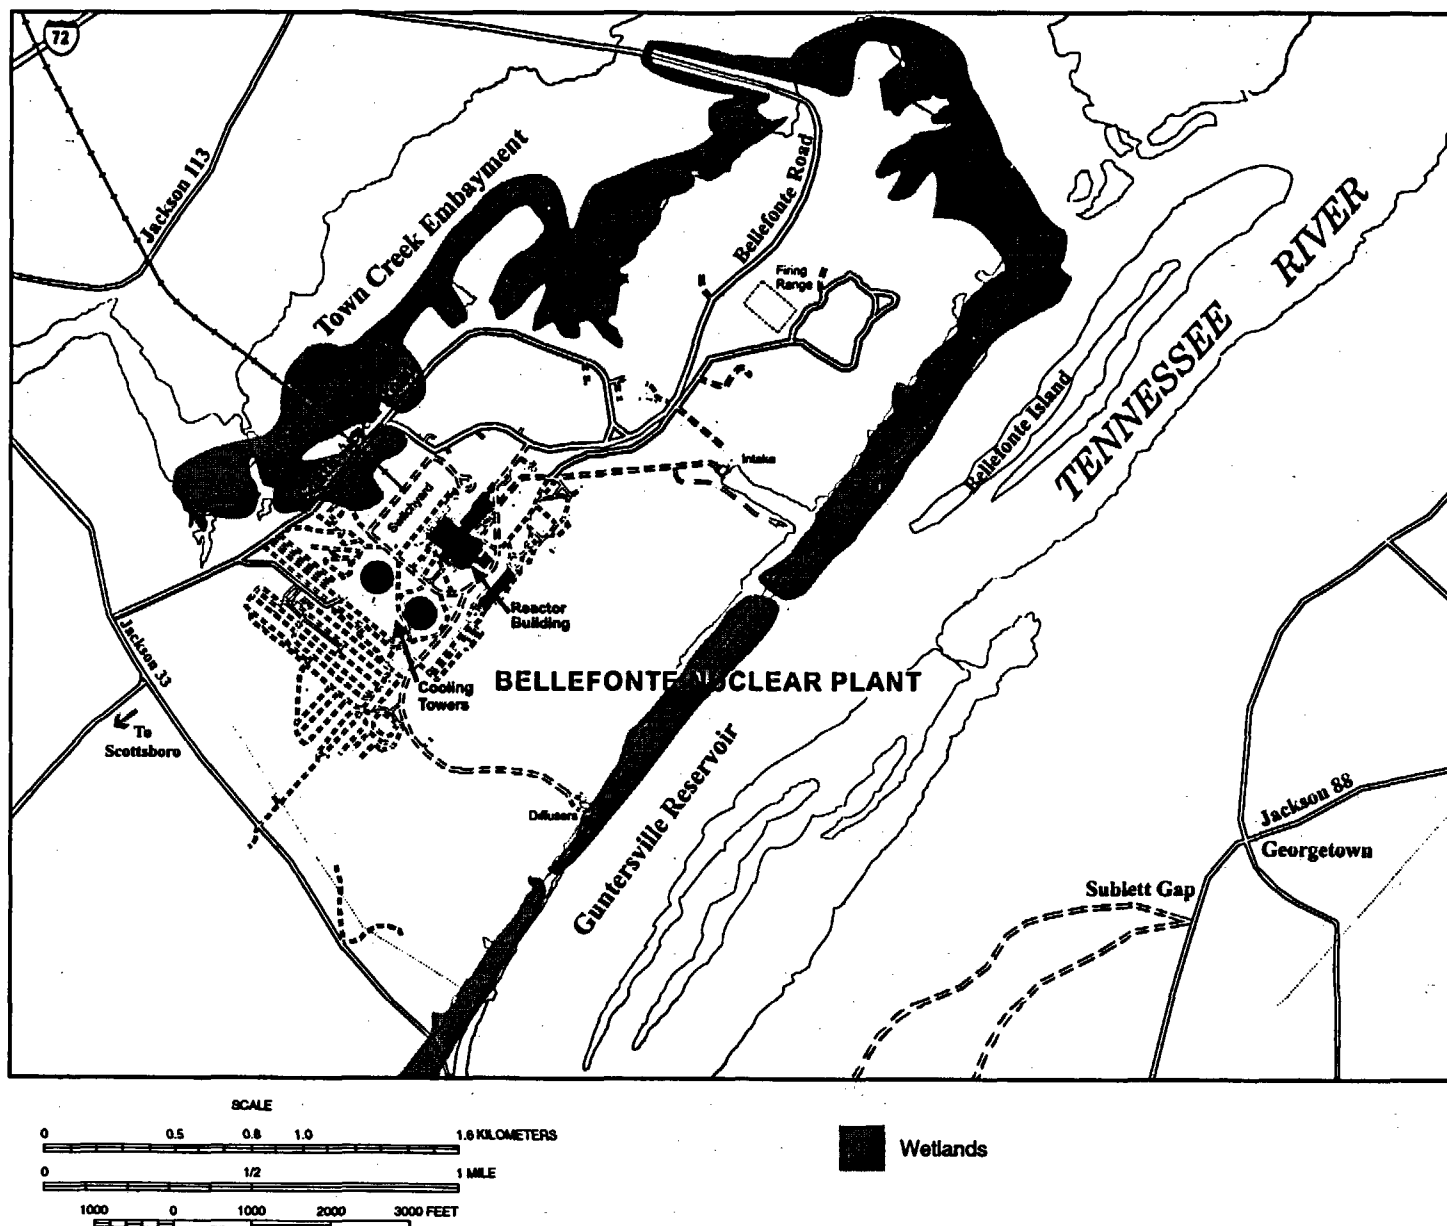 72
Jackson 113
Town Creek Embayment
Bellefonte Road
Firing
Range
TENNESSEE RIVER
Bellefonte Island
Intake
Switchyard
Reactor
Building
Cooling
Towers
BELLEFONTE NUCLEAR PLANT
Jackson 33
To
Scottsboro
Diffusers
Guntersville Reservoir
Jackson 88
Georgetown
Sublett Gap
SCALE
0 0.5 0.8 1.0 1.6 KILOMETERS
0 1/2 1 MILE
1000 0 1000 2000 3000 FEET
Wetlands